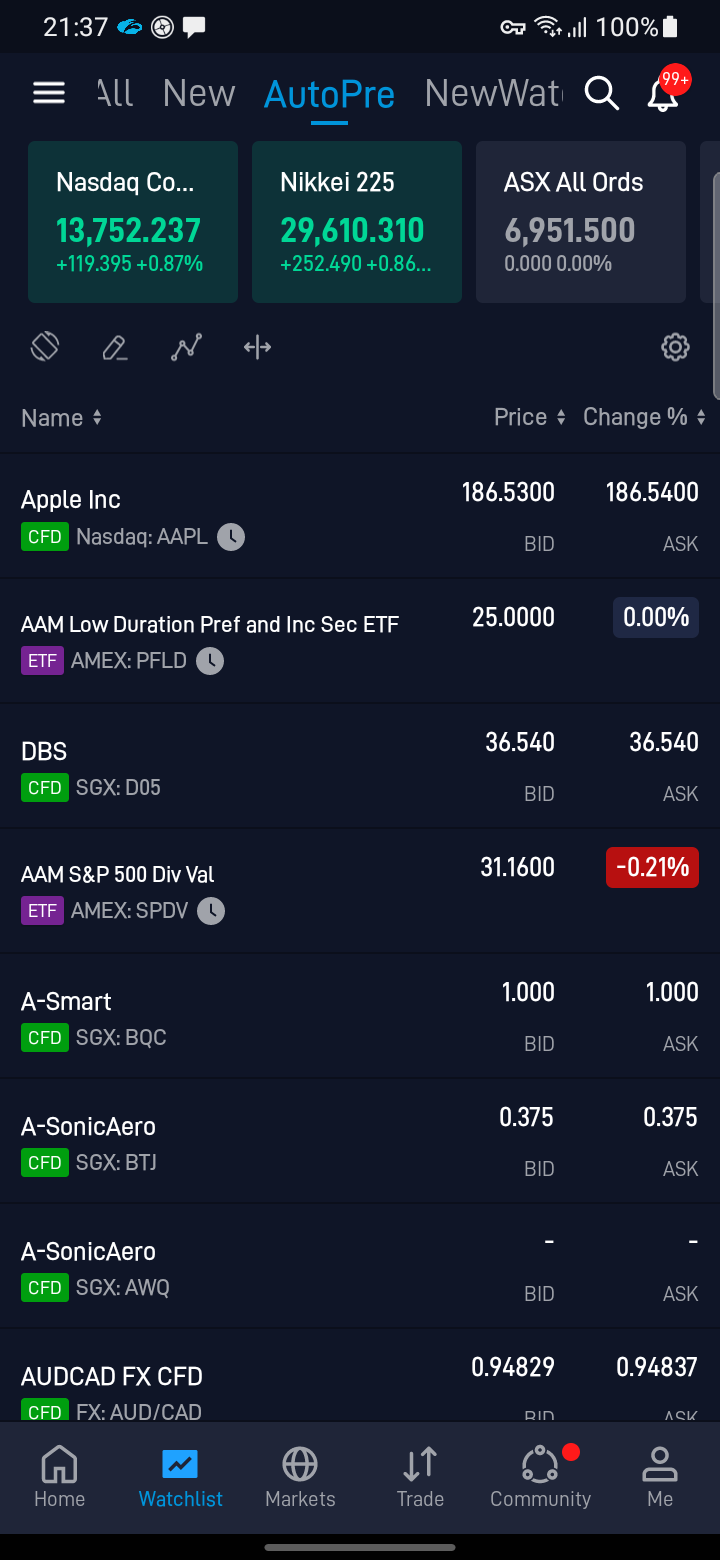 21:37 100%
All New AutoPre NewWat 99+
Nasdaq Co... Nikkei 225 ASX All Ords
13,752.237 29,610.310 6,951.500
+119.395 +0.87% +252.490 +0.86... 0.000 0.00%
Name Price Change %
Apple Inc 186.5300 186.5400
CFD Nasdaq: AAPL BID ASK
AAM Low Duration Pref and Inc Sec ETF 25.0000 0.00%
ETF AMEX: PFLD
DBS 36.540 36.540
CFD SGX: D05 BID ASK
AAM S&P 500 Div Val 31.1600 -0.21%
ETF AMEX: SPDV
A-Smart 1.000 1.000
CFD SGX: BQC BID ASK
A-SonicAero 0.375 0.375
CFD SGX: BTJ BID ASK
A-SonicAero - -
CFD SGX: AWQ BID ASK
AUDCAD FX CFD 0.94829 0.94837
CFD FX: AUD/CAD BID ASK
Home Watchlist Markets Trade Community Me